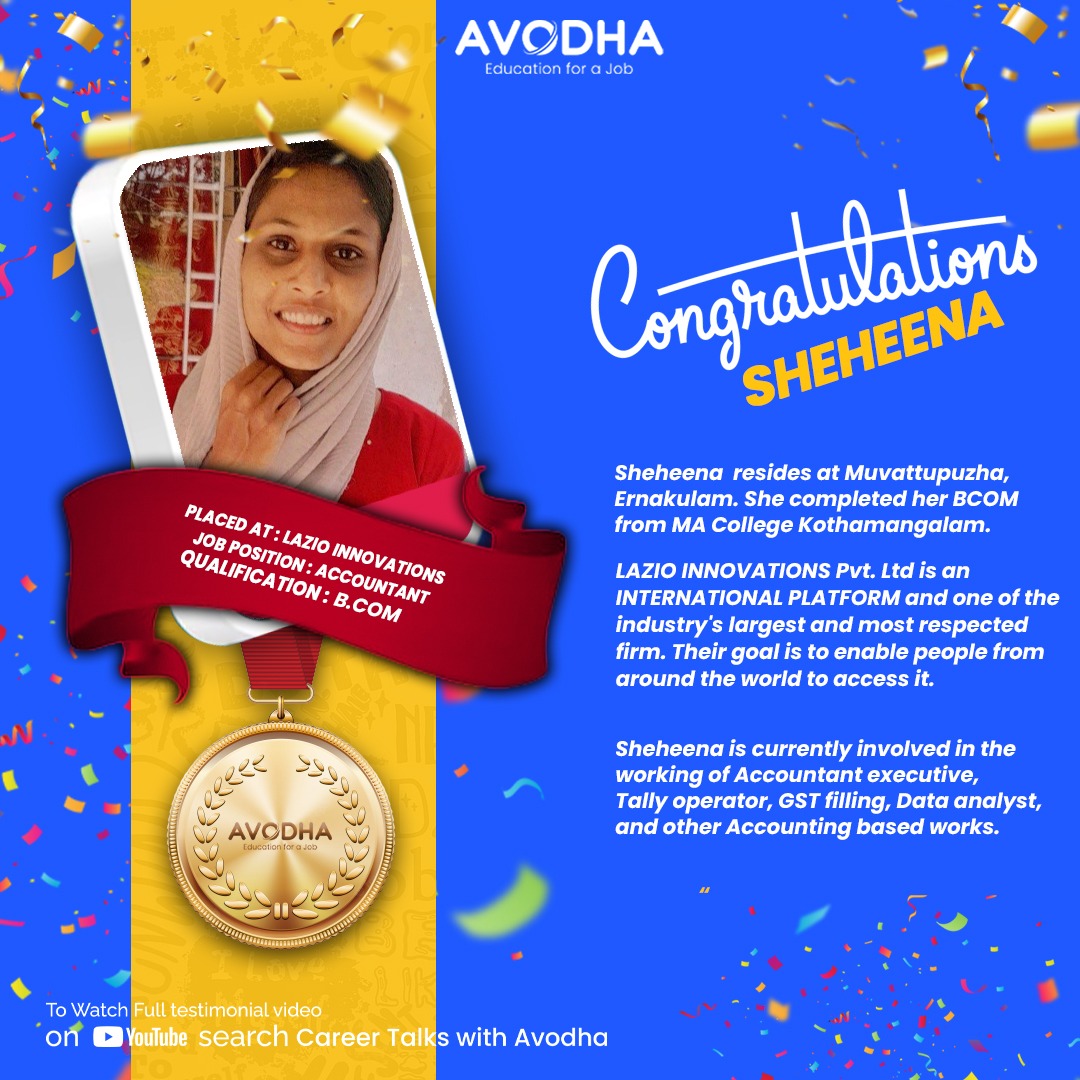 AVODHA
Education for a Job
Congratulations
SHEHEENA
PLACED AT : LAZIO INNOVATIONS
JOB POSITION : ACCOUNTANT
QUALIFICATION : B.COM
Sheheena resides at Muvattupuzha,
Ernakulam. She completed her BCOM
from MA College Kothamangalam.
LAZIO INNOVATIONS Pvt. Ltd is an
INTERNATIONAL PLATFORM and one of the
industry's largest and most respected
firm. Their goal is to enable people from
around the world to access it.
Sheheena is currently involved in the
working of Accountant executive,
Tally operator, GST filling, Data analyst,
and other Accounting based works.
AVODHA
Education for a Job
To Watch Full testimonial video
on YouTube search Career Talks with Avodha